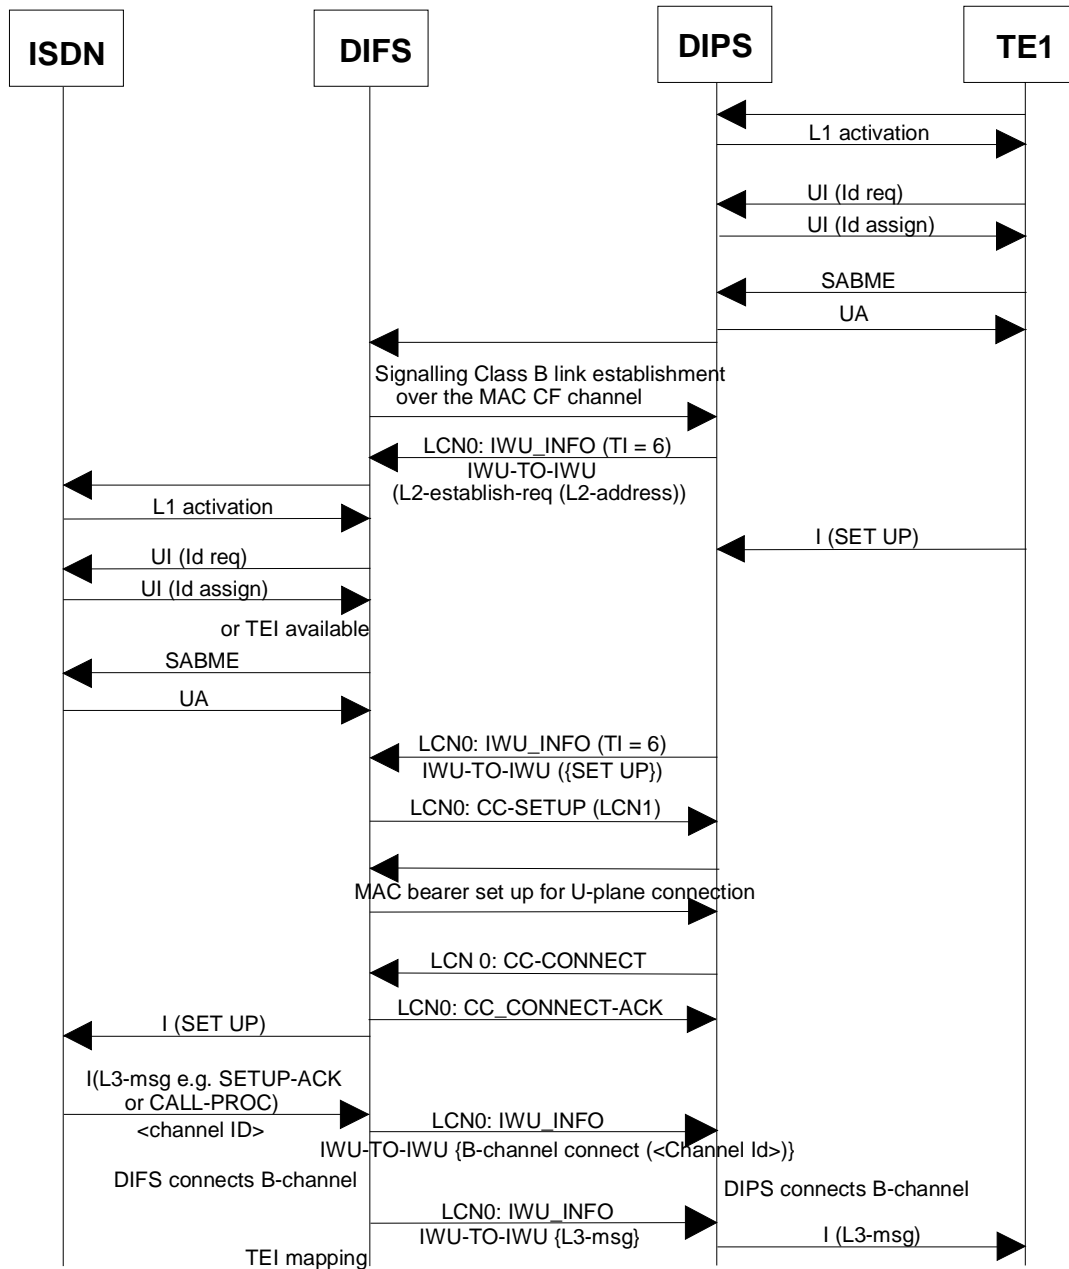 ISDN
DIFS
DIPS
TE1
L1 activation
UI (Id req)
UI (Id assign)
SABME
UA
Signalling Class B link establishment
over the MAC CF channel
LCN0: IWU_INFO (TI = 6)
IWU-TO-IWU
(L2-establish-req (L2-address))
L1 activation
I (SET UP)
UI (Id req)
UI (Id assign)
or TEI available
SABME
UA
LCN0: IWU_INFO (TI = 6)
IWU-TO-IWU ({SET UP})
LCN0: CC-SETUP (LCN1)
MAC bearer set up for U-plane connection
LCN 0: CC-CONNECT
LCN0: CC_CONNECT-ACK
I (SET UP)
I(L3-msg e.g. SETUP-ACK
or CALL-PROC)
<channel ID>
LCN0: IWU_INFO
IWU-TO-IWU {B-channel connect (<Channel Id>)}
DIFS connects B-channel
DIPS connects B-channel
LCN0: IWU_INFO
IWU-TO-IWU {L3-msg}
I (L3-msg)
TEI mapping